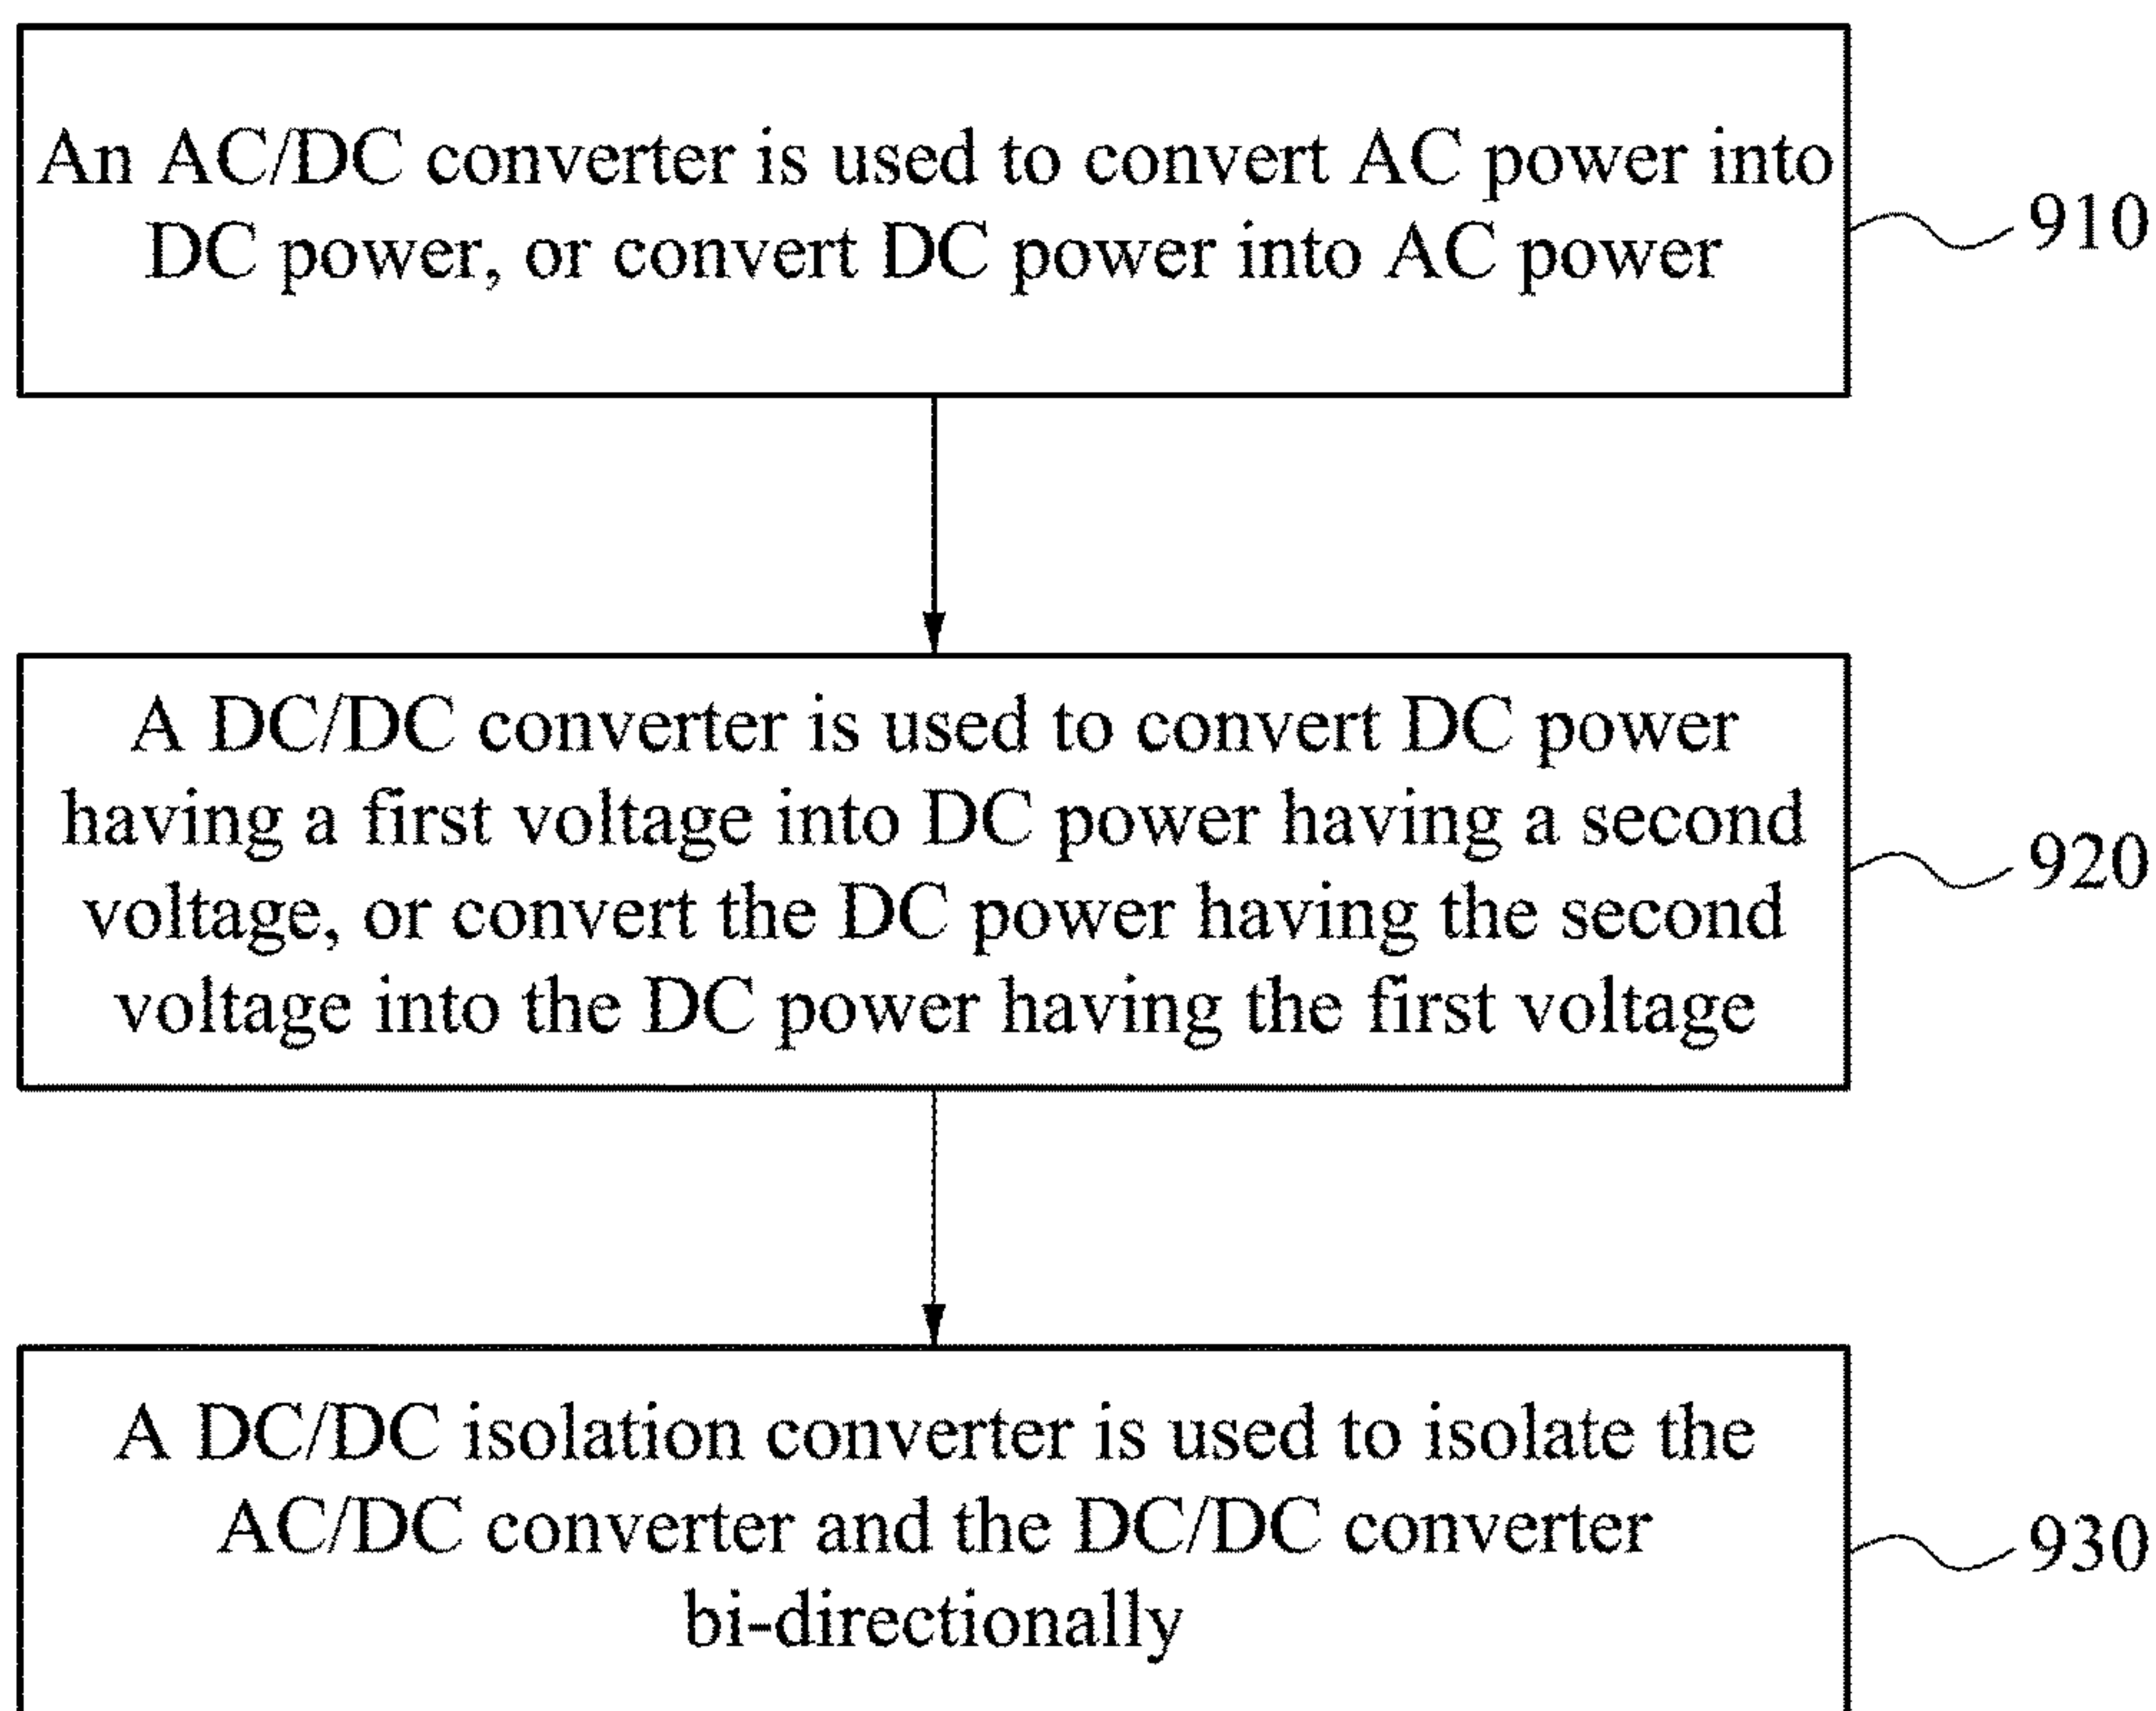 An AC/DC converter is used to convert AC power into
DC power, or convert DC power into AC power
910
A DC/DC converter is used to convert DC power
having a first voltage into DC power having a second
voltage, or convert the DC power having the second
voltage into the DC power having the first voltage
920
A DC/DC isolation converter is used to isolate the
AC/DC converter and the DC/DC converter
bi-directionally
930